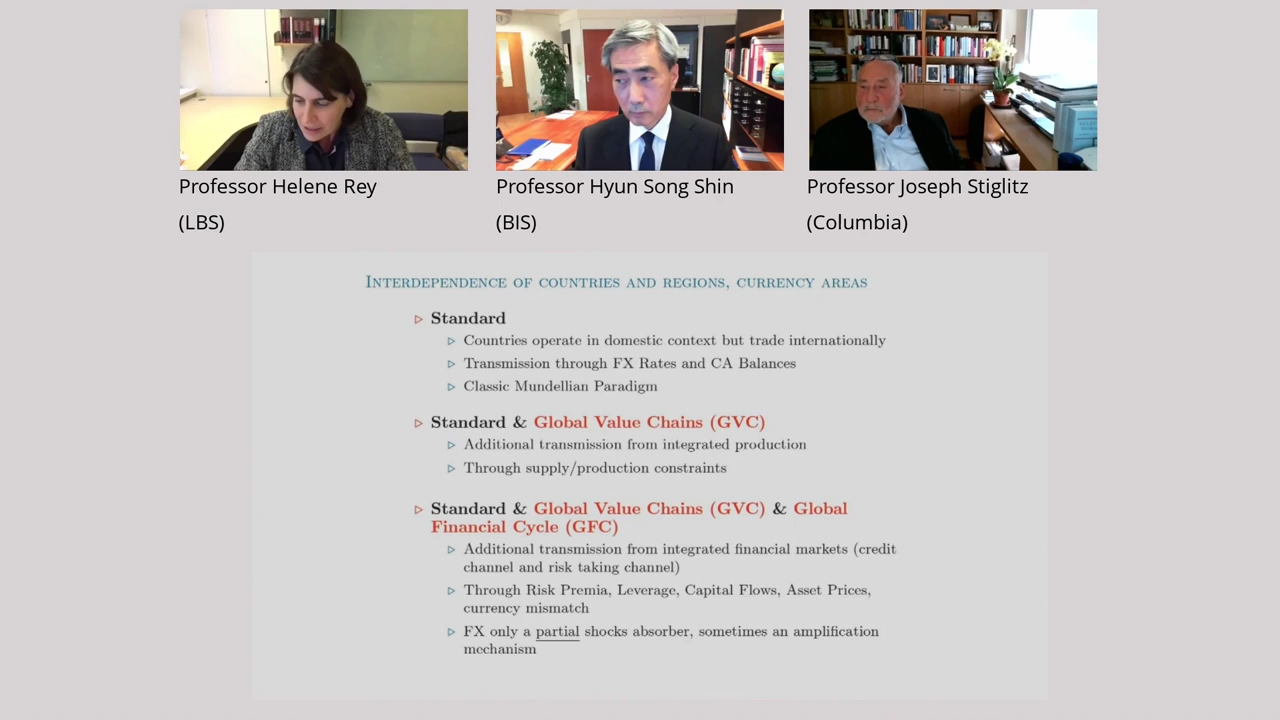 Professor Helene Rey
(LBS)
Professor Hyun Song Shin
(BIS)
Professor Joseph Stiglitz
(Columbia)
Interdependence of countries and regions, currency areas
▷ Standard
▷ Countries operate in domestic context but trade internationally
▷ Transmission through FX Rates and CA Balances
▷ Classic Mundellian Paradigm
▷ Standard & Global Value Chains (GVC)
▷ Additional transmission from integrated production
▷ Through supply/production constraints
▷ Standard & Global Value Chains (GVC) & Global
Financial Cycle (GFC)
▷ Additional transmission from integrated financial markets (credit
channel and risk taking channel)
▷ Through Risk Premia, Leverage, Capital Flows, Asset Prices,
currency mismatch
▷ FX only a partial shocks absorber, sometimes an amplification
mechanism